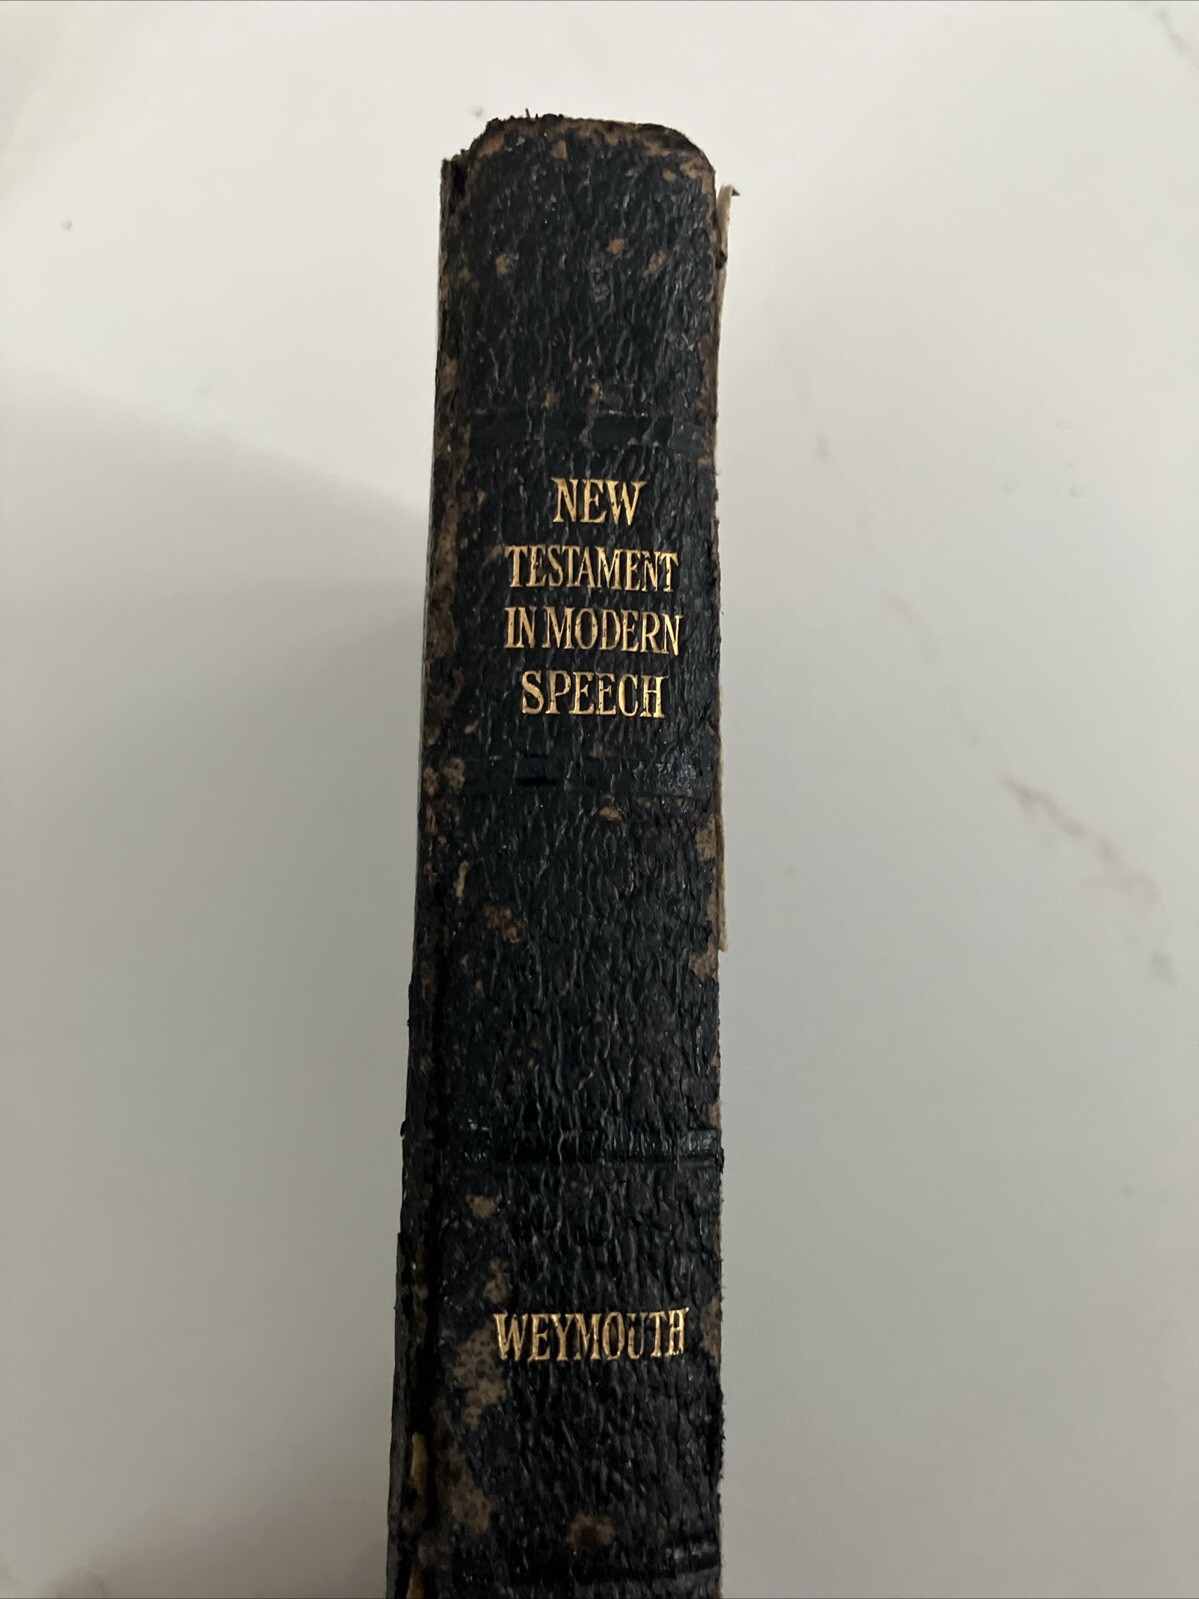 NEW
TESTAMENT
IN MODERN
SPEECH
WEYMOUTH